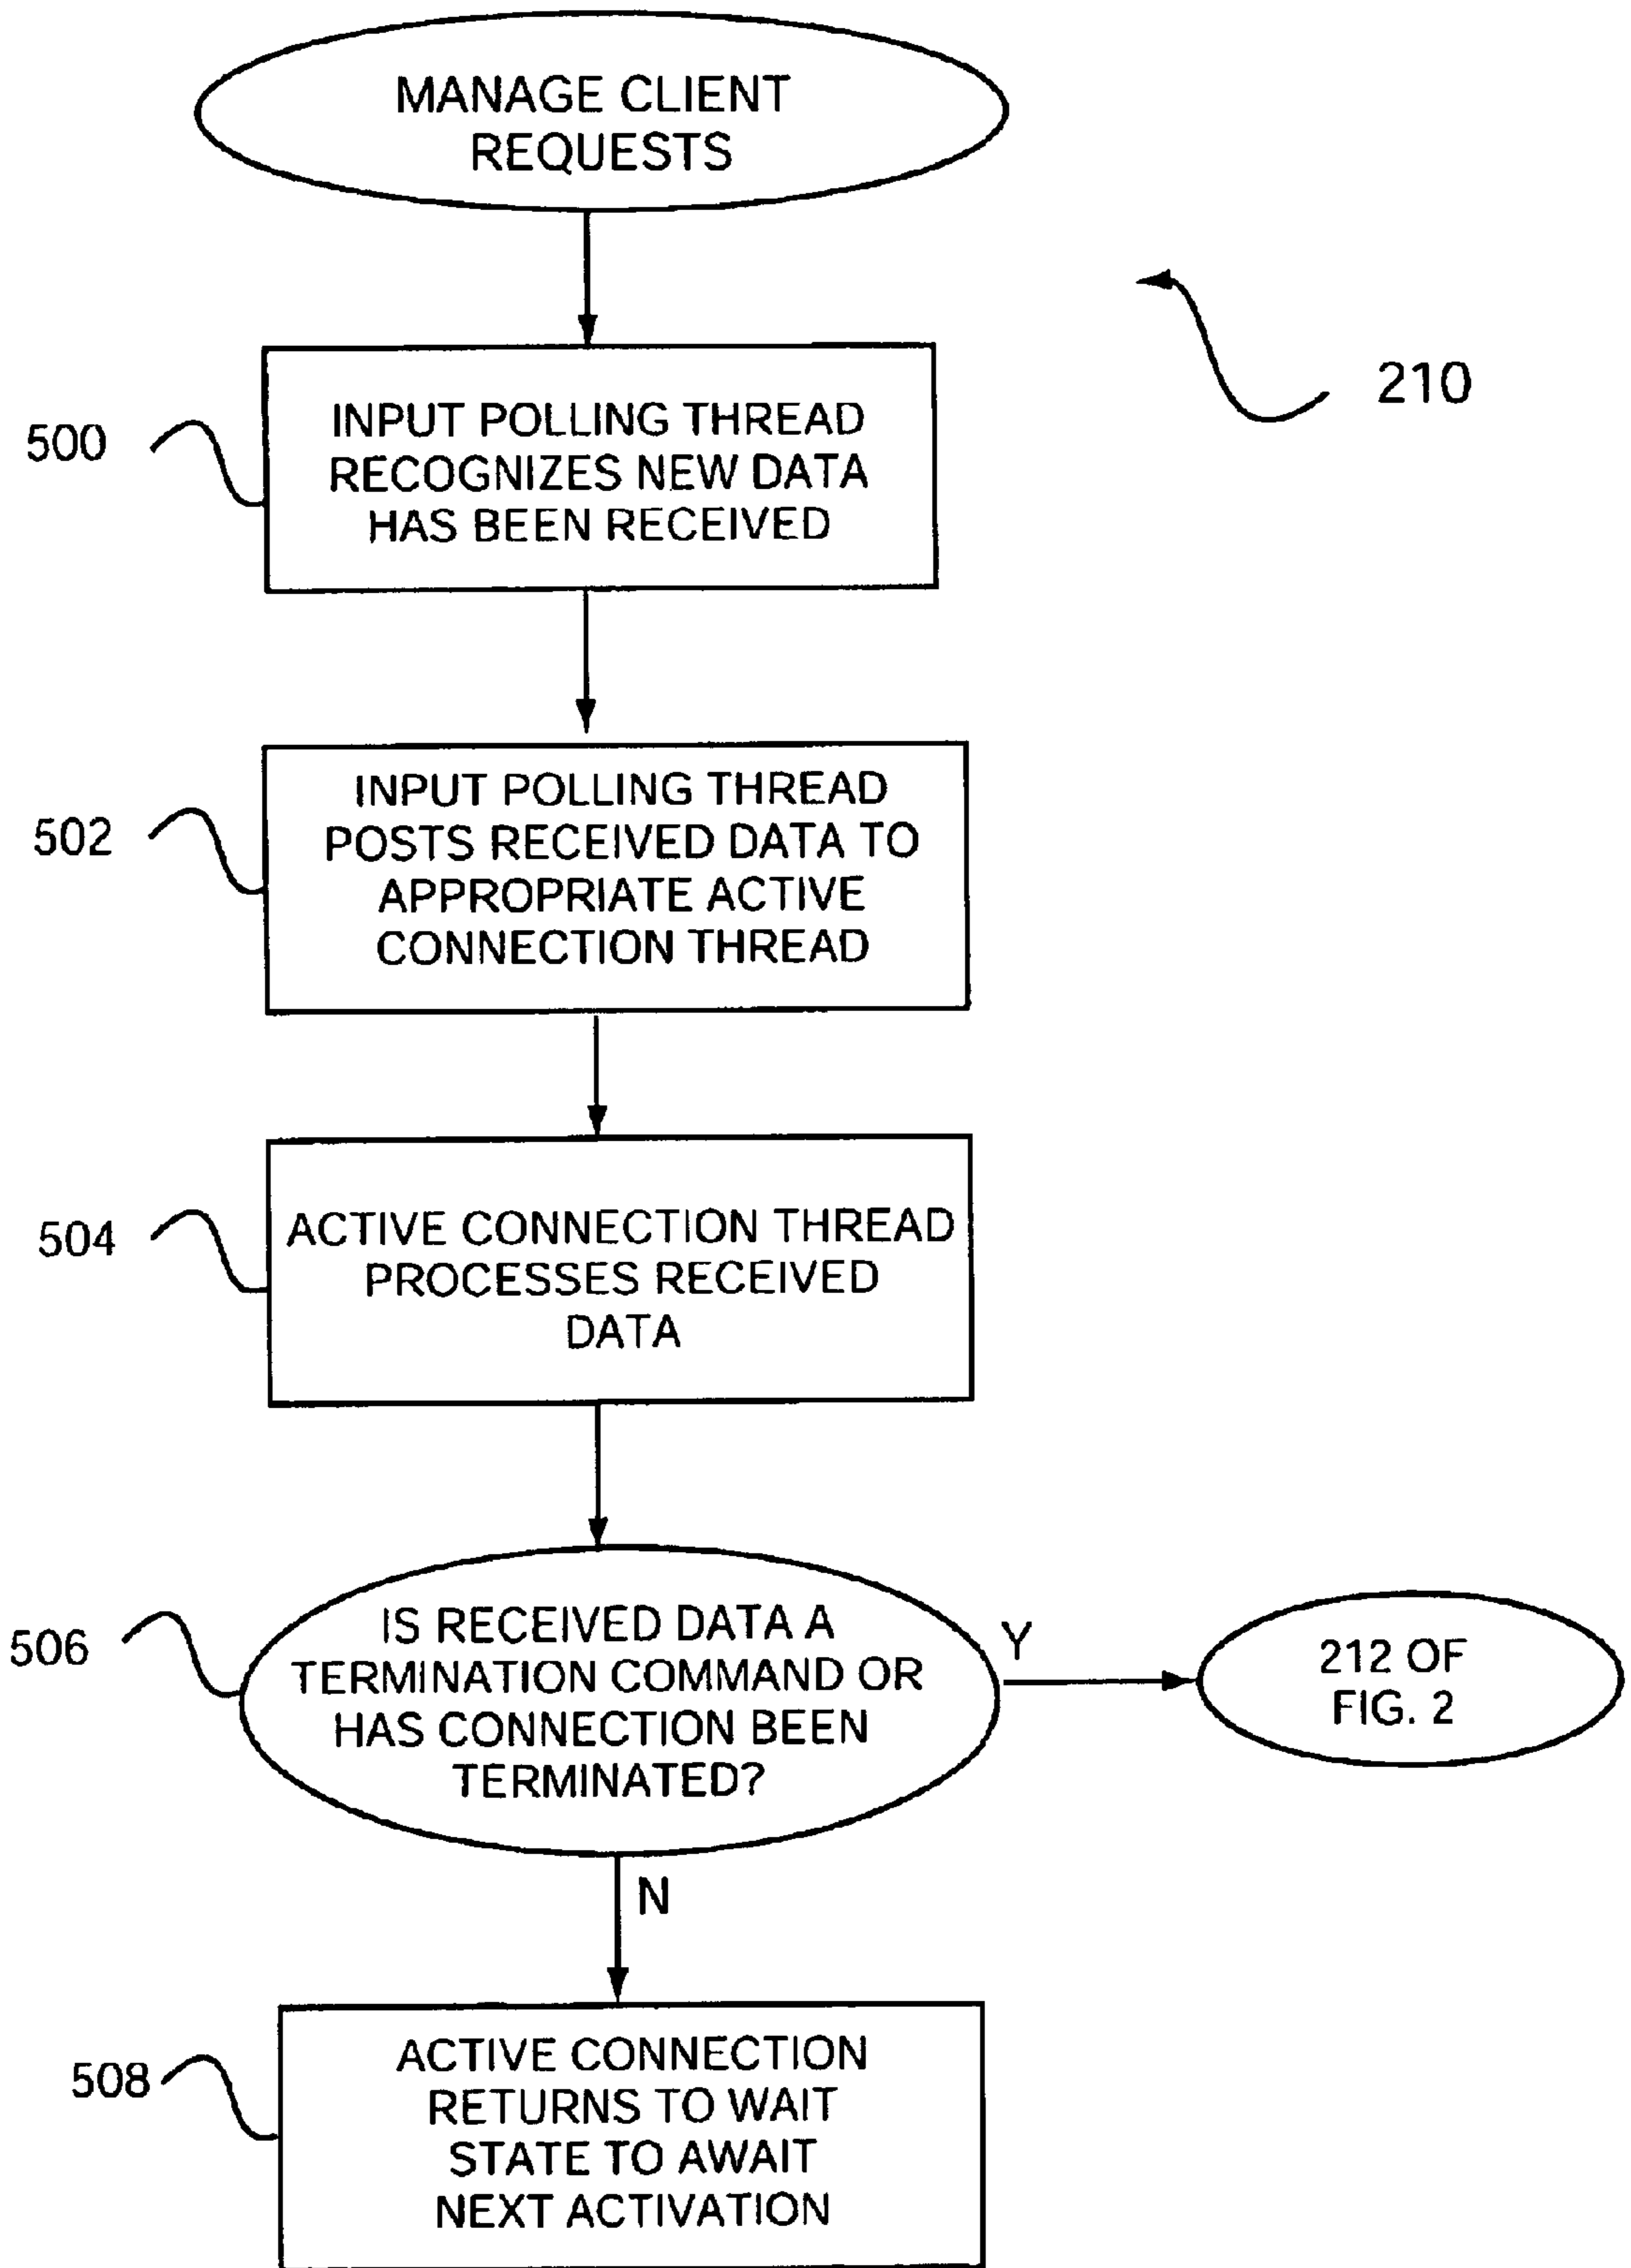 MANAGE CLIENT
REQUESTS
210
500
INPUT POLLING THREAD
RECOGNIZES NEW DATA
HAS BEEN RECEIVED
502
INPUT POLLING THREAD
POSTS RECEIVED DATA TO
APPROPRIATE ACTIVE
CONNECTION THREAD
504
ACTIVE CONNECTION THREAD
PROCESSES RECEIVED
DATA
506
IS RECEIVED DATA A
TERMINATION COMMAND OR
HAS CONNECTION BEEN
TERMINATED?
Y
212 OF
FIG. 2
N
508
ACTIVE CONNECTION
RETURNS TO WAIT
STATE TO AWAIT
NEXT ACTIVATION